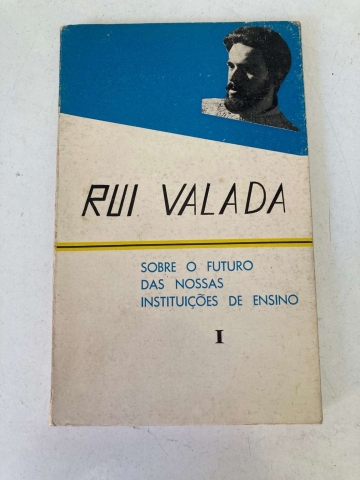 RUI VALADA
SOBRE O FUTURO
DAS NOSSAS
INSTITUIÇÕES DE ENSINO
I